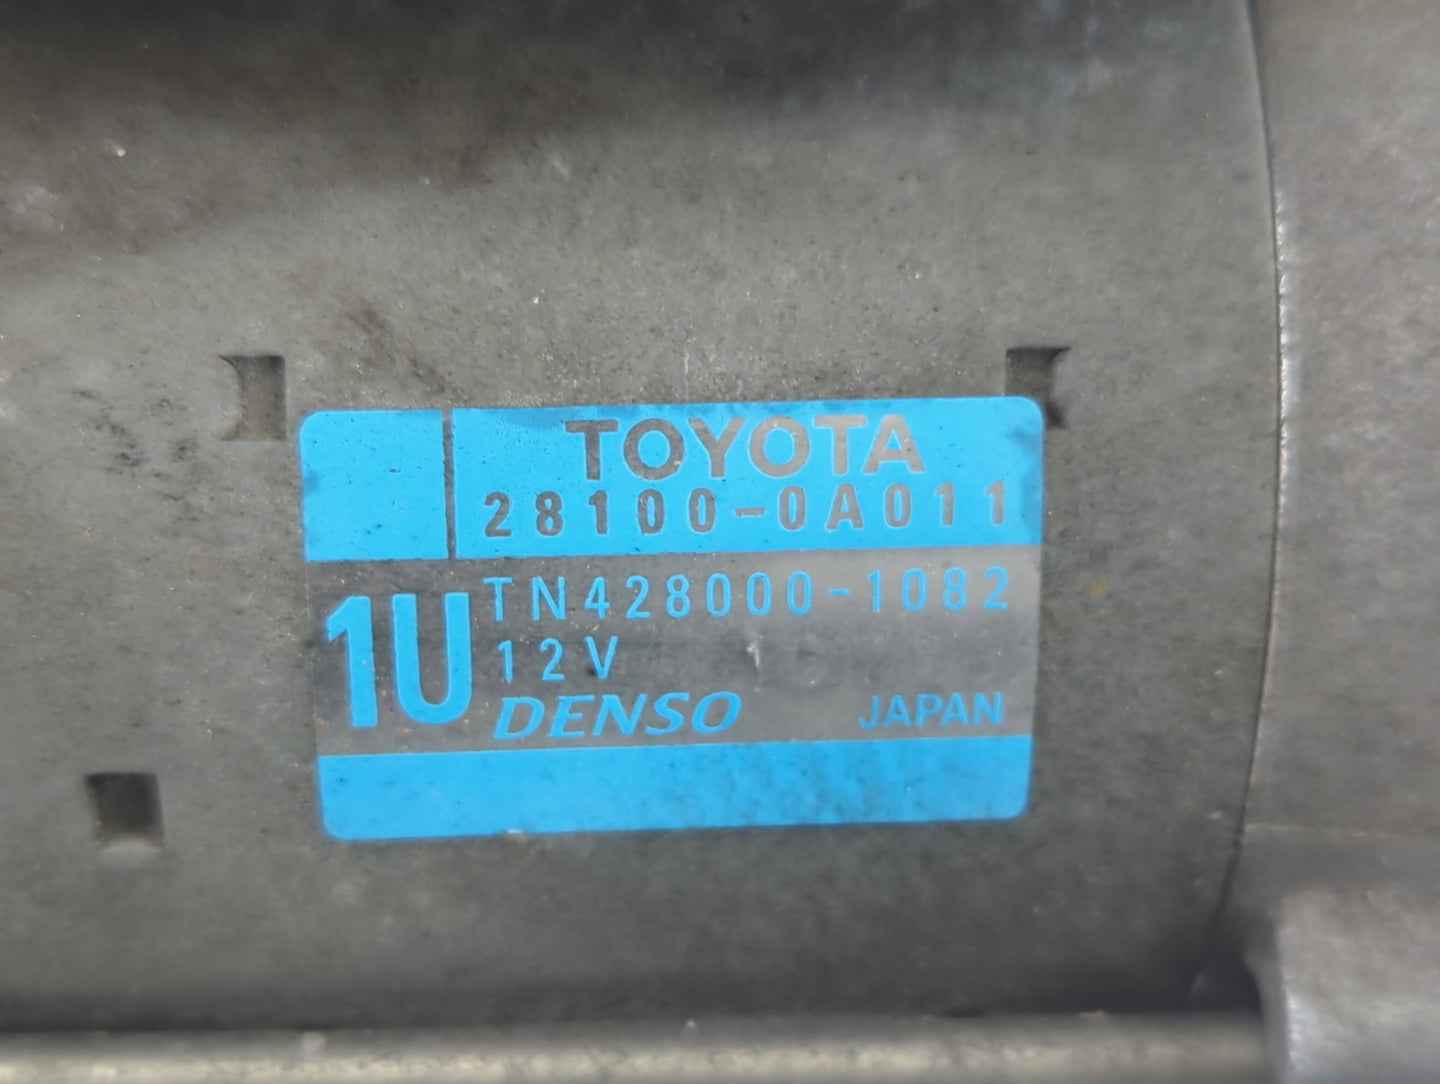 TOYOTA
28100-0A011
1U
TN428000-1082
12V
DENSO JAPAN